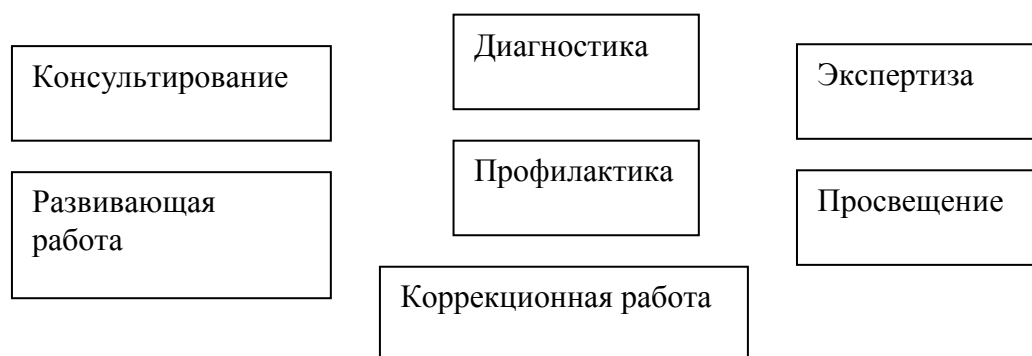 Консультирование
Диагностика
Экспертиза
Развивающая
работа
Профилактика
Просвещение
Коррекционная работа